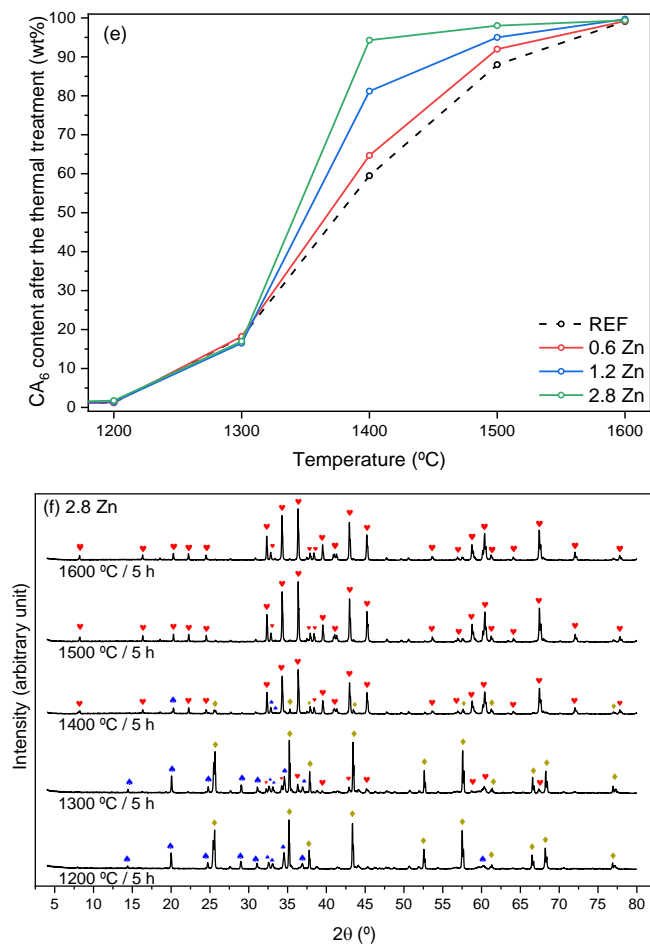 (e)
100
90
80
70
60
50
40
30
20
10
0
CA₆ content after the thermal treatment (wt%)
REF
0.6 Zn
1.2 Zn
2.8 Zn
1200 1300 1400 1500 1600
Temperature (ºC)
(f) 2.8 Zn
1600 ºC / 5 h
1500 ºC / 5 h
1400 ºC / 5 h
1300 ºC / 5 h
1200 ºC / 5 h
Intensity (arbitrary unit)
5 10 15 20 25 30 35 40 45 50 55 60 65 70 75 80
2θ (º)